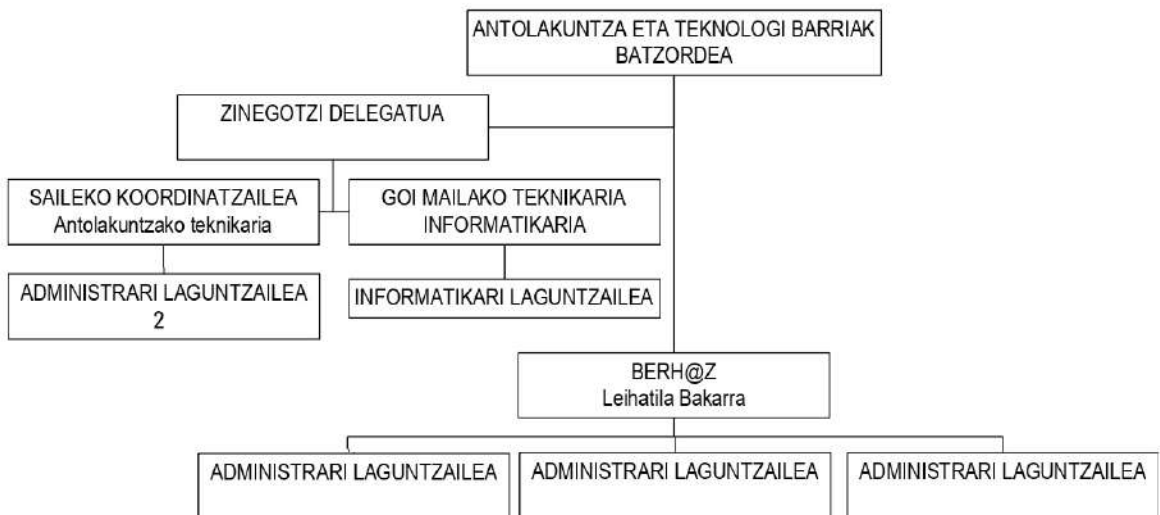 ANTOLAKUNTZA ETA TEKNOLOGI BARRIAK
BATZORDEA
ZINEGOTZI DELEGATUA
SAILEKO KOORDINATZAILEA
Antolakuntzako teknikaria
GOI MAILAKO TEKNIKARIA
INFORMATIKARIA
ADMINISTRARI LAGUNTZAILEA
2
INFORMATIKARI LAGUNTZAILEA
BERH@Z
Leihatila Bakarra
ADMINISTRARI LAGUNTZAILEA
ADMINISTRARI LAGUNTZAILEA
ADMINISTRARI LAGUNTZAILEA